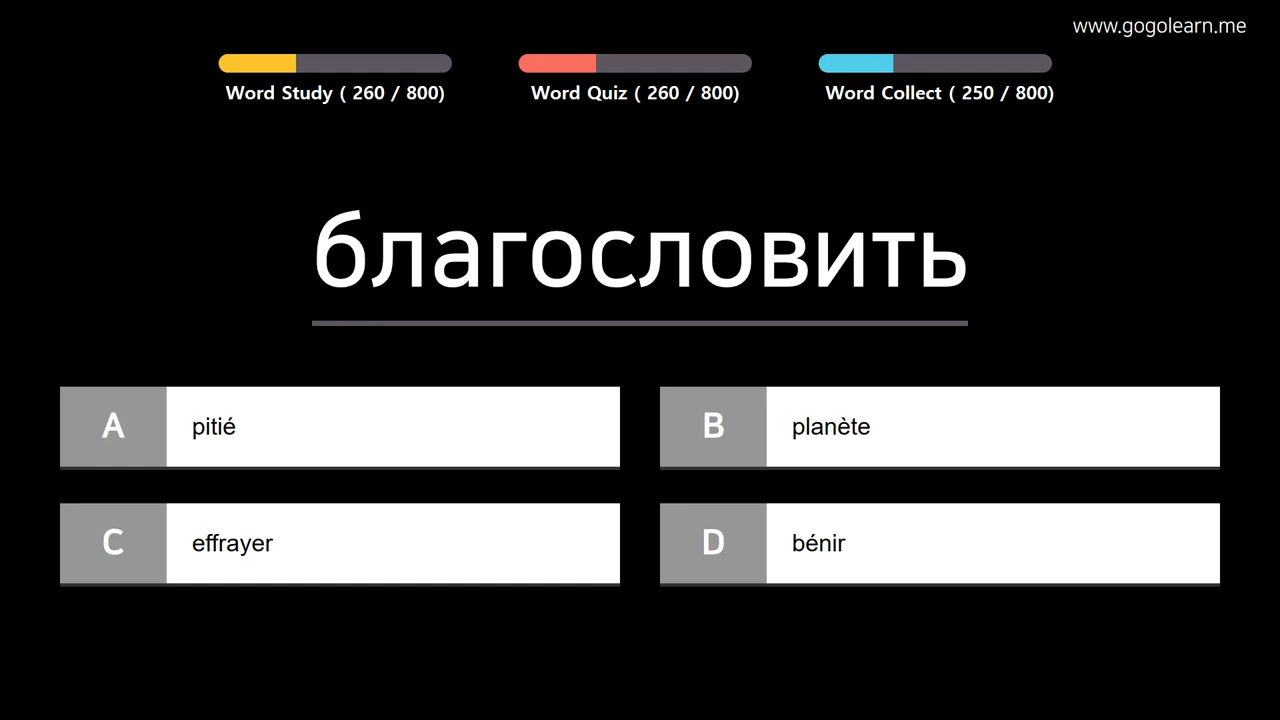 www.gogolearn.me
Word Study ( 260 / 800)
Word Quiz ( 260 / 800)
Word Collect ( 250 / 800)
благословить
A pitié
B planète
C effrayer
D bénir